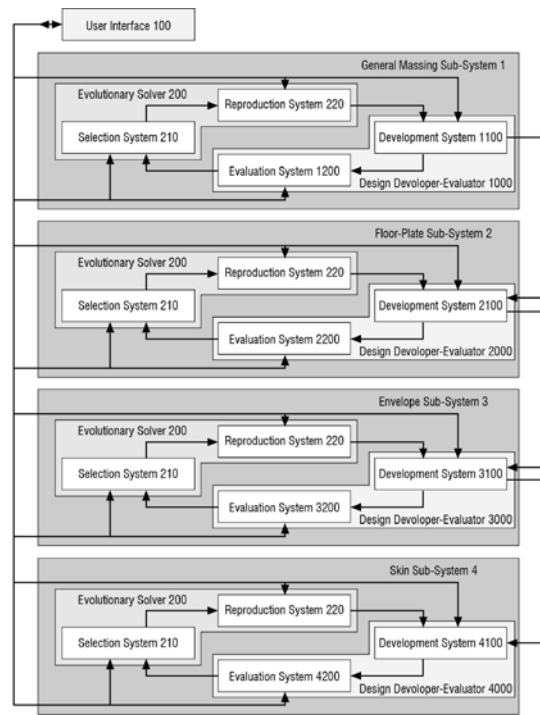 User Interface 100
General Massing Sub-System 1
Evolutionary Solver 200
Reproduction System 220
Selection System 210
Development System 1100
Evaluation System 1200
Design Devoloper-Evaluator 1000
Floor-Plate Sub-System 2
Evolutionary Solver 200
Reproduction System 220
Selection System 210
Development System 2100
Evaluation System 2200
Design Devoloper-Evaluator 2000
Envelope Sub-System 3
Evolutionary Solver 200
Reproduction System 220
Selection System 210
Development System 3100
Evaluation System 3200
Design Devoloper-Evaluator 3000
Skin Sub-System 4
Evolutionary Solver 200
Reproduction System 220
Selection System 210
Development System 4100
Evaluation System 4200
Design Devoloper-Evaluator 4000